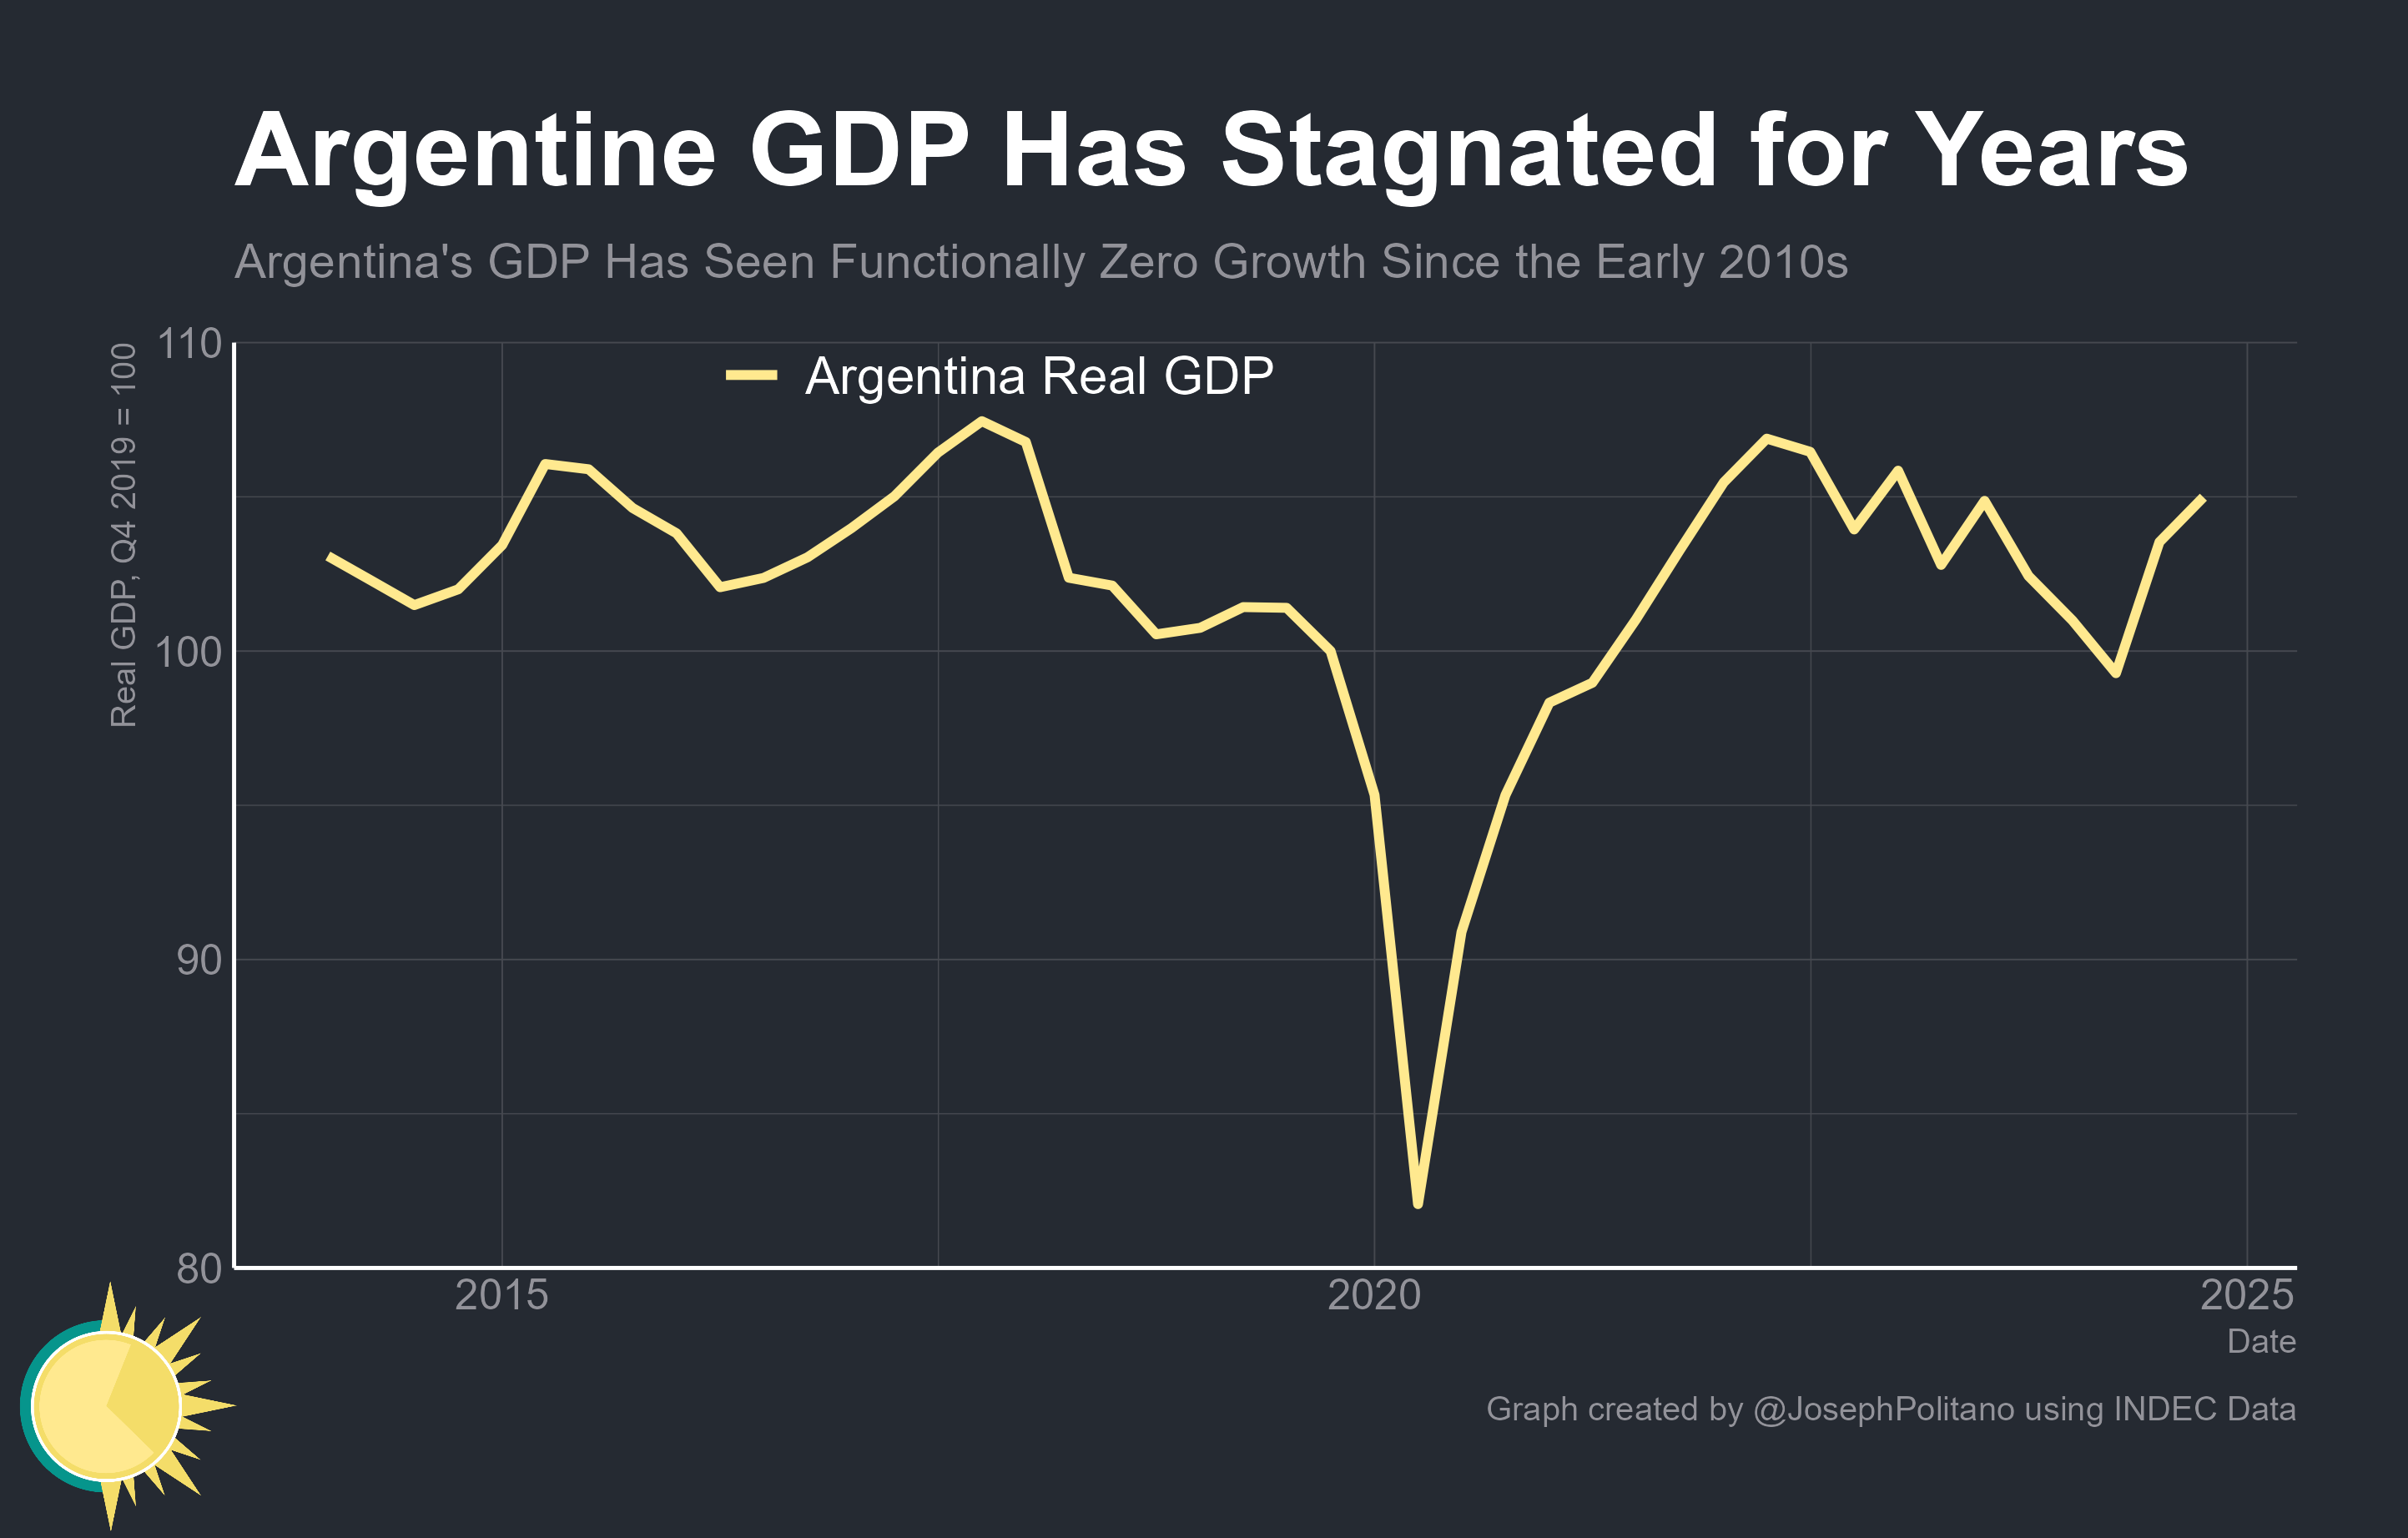 Argentine GDP Has Stagnated for Years
Argentina's GDP Has Seen Functionally Zero Growth Since the Early 2010s
Real GDP, Q4 22019 = 1000
110
100
90
80
Argentina Real GDP
2015
2020
2025
Date
Graph created by @JosephPolitano using INDEC Data